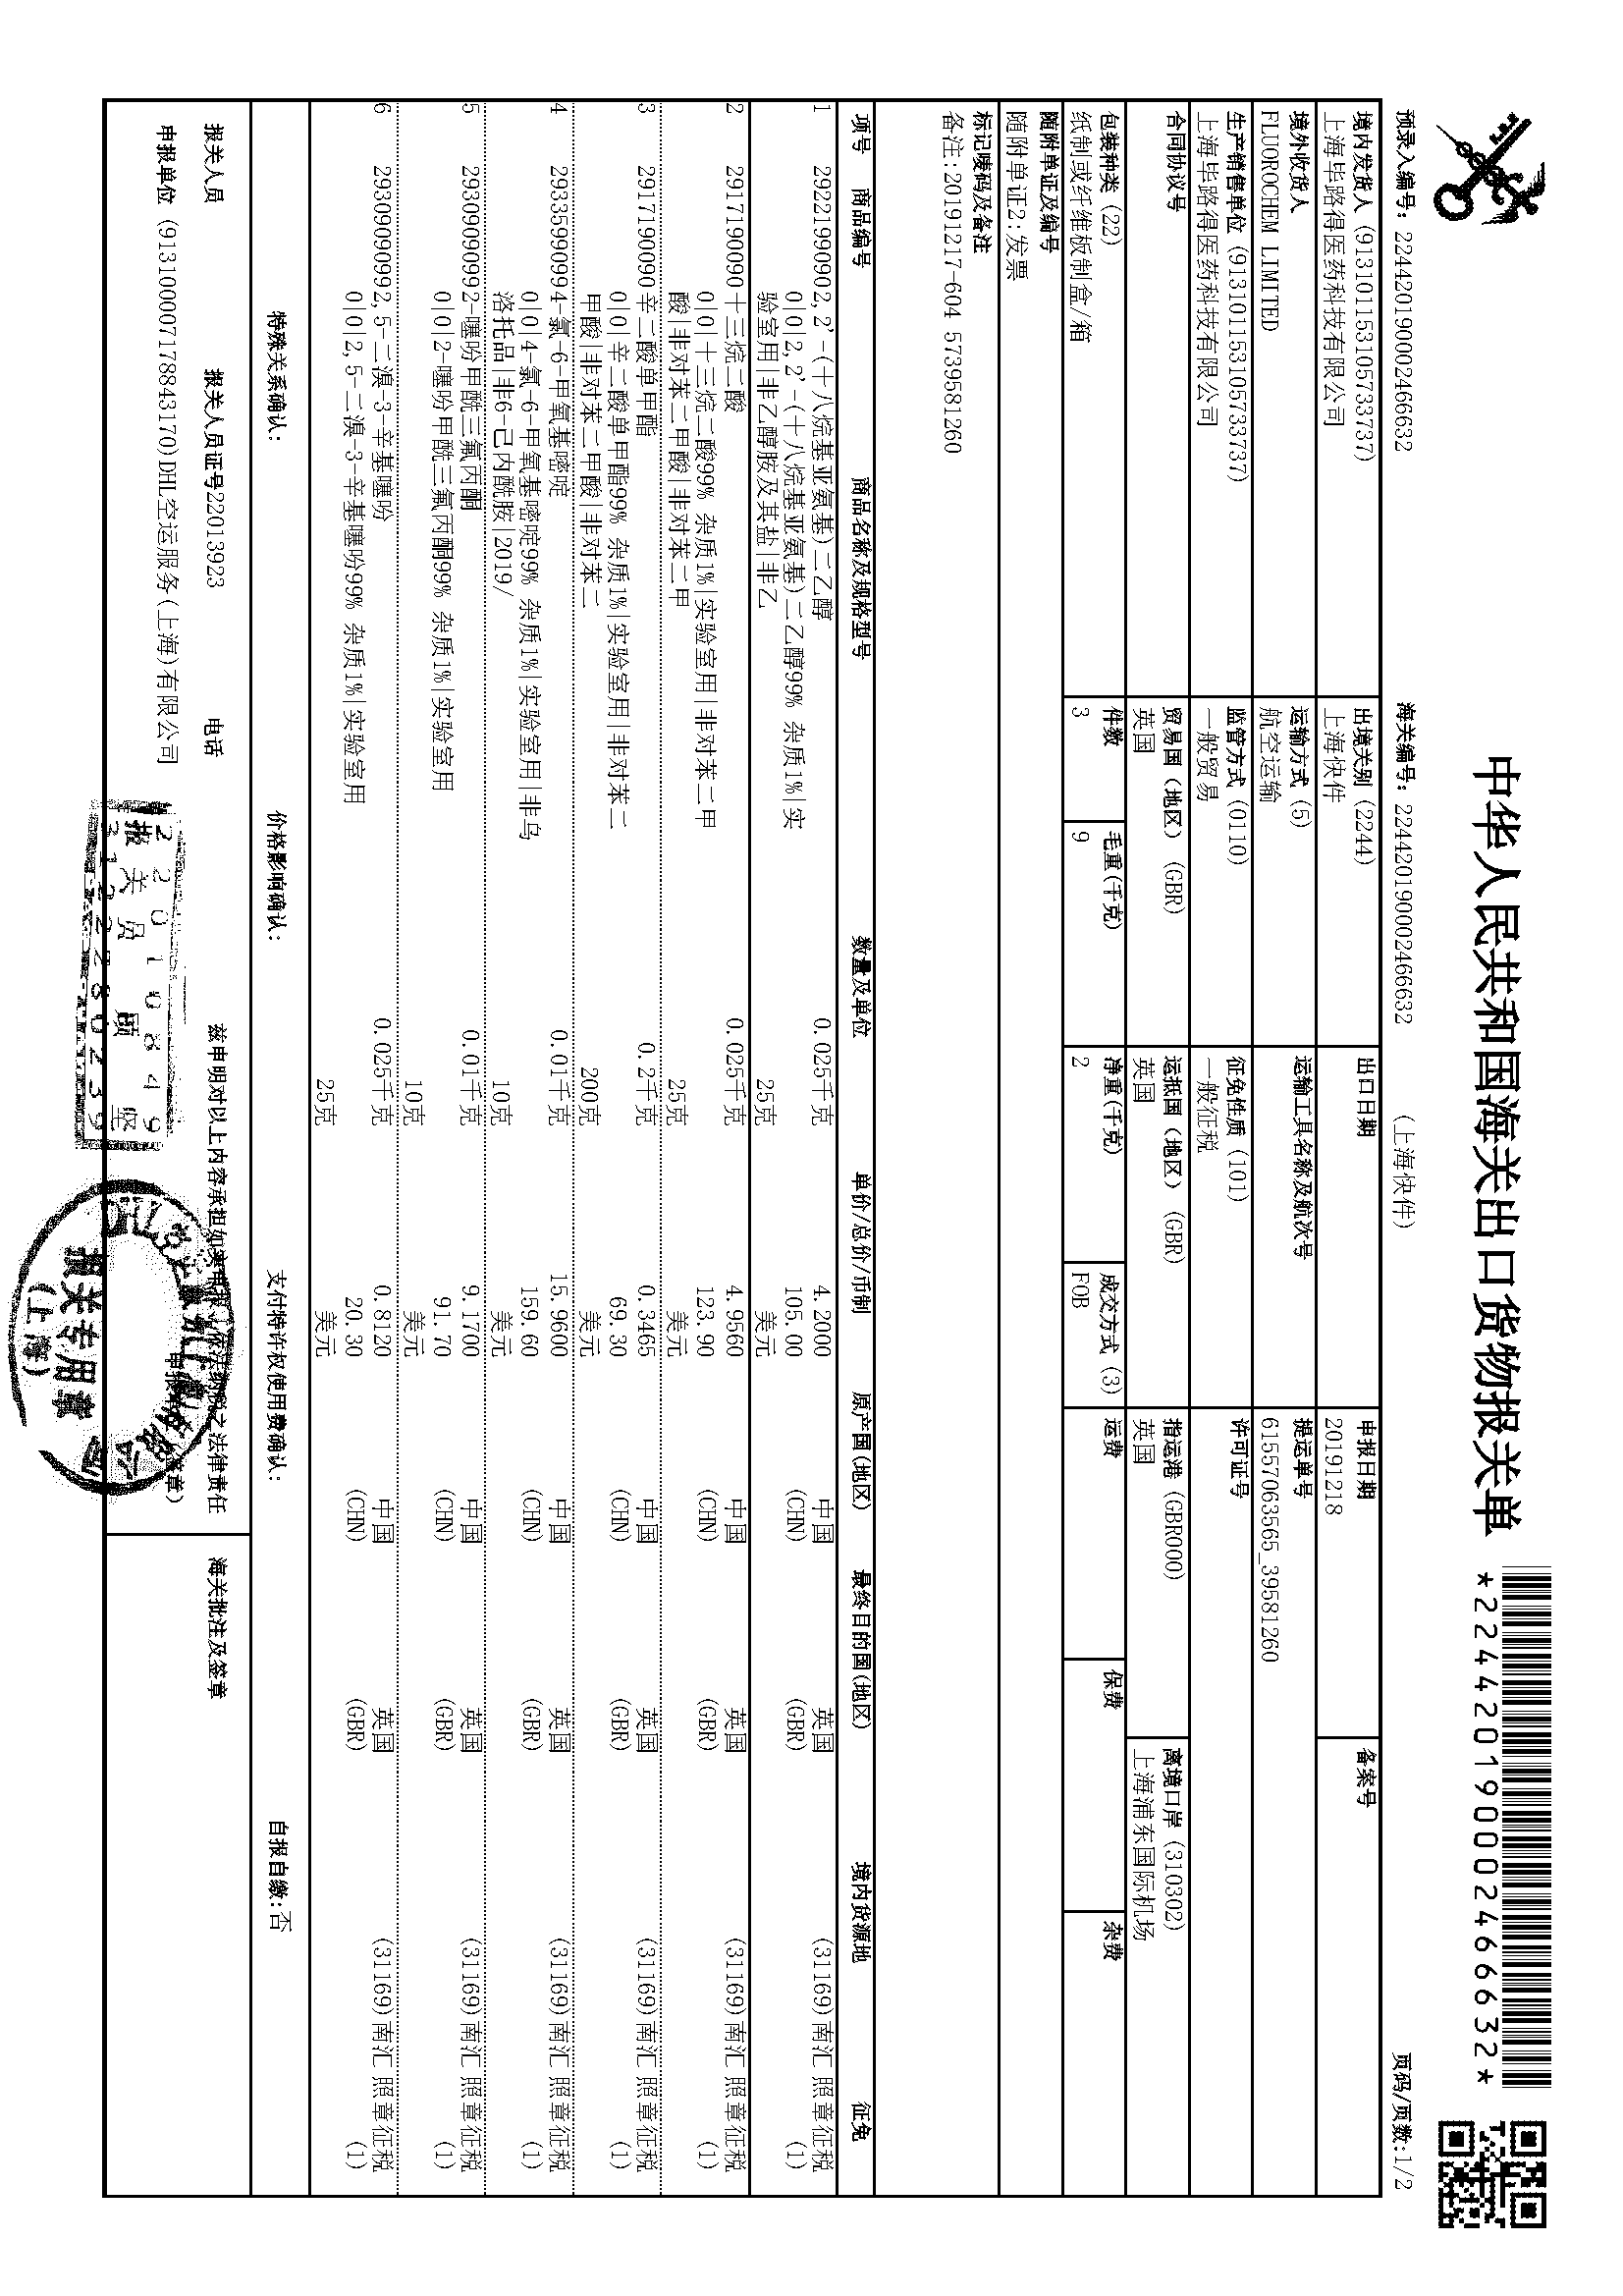 中华人民共和国海关出口货物报关单
*224420190002466632*
预录入编号: 224420190002466632 海关编号: 224420190002466632 (上海快件) 页码/页数:1/2
境内发货人 (913101153105733737) 出境关别 (2244) 出口日期 申报日期 备案号
上海毕路得医药科技有限公司 上海快件 20191218
境外收货人 运输方式 (5) 运输工具名称及航次号 提运单号
FLUOROCHEM LIMITED 航空运输 6155706356565_39581260
生产销售单位 (913101153105733737) 监管方式 (0110) 征免性质 (101) 许可证号
上海毕路得医药科技有限公司 一般贸易 一般征税
合同协议号 贸易国 (地区) (GBR) 运抵国 (地区) (GBR) 指运港 (GBR000) 离境口岸 (310302)
英国 英国 英国 上海浦东国际机场
包装种类 (22) 件数 毛重(千克) 净重(千克) 成交方式 (3) 运费 保费 杂费
纸制或纤维板制盒/箱 3 9 2 FOB
随附单证及编号
随附单证2:发票
标记唛码及备注
备注:20191217-604 5739581260
项号 商品编号 商品名称及规格型号 数量及单位 单价/总价/币制 原产国(地区) 最终目的国(地区) 境内货源地 征免
1 2922199090 2,2'-(十八烷基亚氨基)二乙醇 0.025千克 4.2000 中国 英国 (31169)南汇 照章征税
0|0|2,2'-(十八烷基亚氨基)二乙醇99% 杂质1%|实 105.00 (CHN) (GBR) (1)
验室用|非乙醇胺及其盐|非乙 25克 美元
2 2917190090 十三烷二酸 0.025千克 4.9560 中国 英国 (31169)南汇 照章征税
0|0|十三烷二酸99% 杂质1%|实验室用|非对苯二甲 123.90 (CHN) (GBR) (1)
酸|非对苯二甲酸|非对苯二甲 25克 美元
3 2917190090 辛二酸单甲酯 0.2千克 0.3465 中国 英国 (31169)南汇 照章征税
0|0|辛二酸单甲酯99% 杂质1%|实验室用|非对苯二 69.30 (CHN) (GBR) (1)
甲酸|非对苯二甲酸|非对苯二 200克 美元
4 2933599099 4-氯-6-甲氧基嘧啶 0.01千克 15.9600 中国 英国 (31169)南汇 照章征税
0|0|4-氯-6-甲氧基嘧啶99% 杂质1%|实验室用|非乌 159.60 (CHN) (GBR) (1)
洛托品|非6-己内酰胺|2019/ 10克 美元
5 2930909099 2-噻吩甲酰三氟丙酮 0.01千克 9.1700 中国 英国 (31169)南汇 照章征税
0|0|2-噻吩甲酰三氟丙酮99% 杂质1%|实验室用 91.70 (CHN) (GBR) (1)
10克 美元
6 2930909099 2,5-二溴-3-辛基噻吩 0.025千克 0.8120 中国 英国 (31169)南汇 照章征税
0|0|2,5-二溴-3-辛基噻吩99% 杂质1%|实验室用 20.30 (CHN) (GBR) (1)
25克 美元
特殊关系确认: 价格影响确认: 支付特许权使用费确认: 自报自缴:否
报关人员 报关人员证号22013923 电话 兹申明对以上内容承担如实申报、依法纳税之法律责任 海关批注及签章
申报单位 (913100007178843170)DHL空运服务(上海)有限公司
22010849
报关员 顾 坚
报关专用章
(上海)